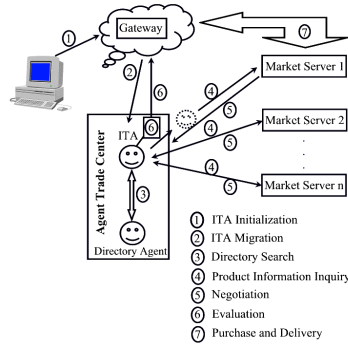 Gateway
1
7
Market Server 1
2
6
4
5
ITA
6
4
5
Market Server 2
.
.
.
Agent Trade Center
3
4
5
Market Server n
Directory Agent
1 ITA Initialization
2 ITA Migration
3 Directory Search
4 Product Information Inquiry
5 Negotiation
6 Evaluation
7 Purchase and Delivery